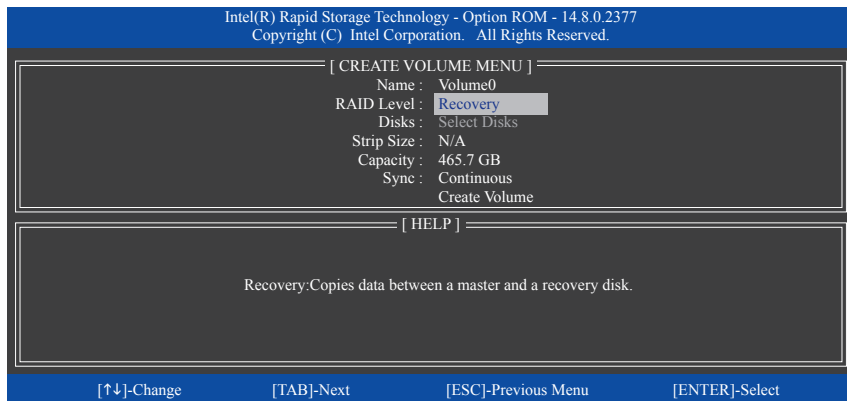 Intel(R) Rapid Storage Technology - Option ROM - 14.8.0.2377
Copyright (C) Intel Corporation. All Rights Reserved.
[ CREATE VOLUME MENU ]
Name : Volume0
RAID Level : Recovery
Disks : Select Disks
Strip Size : N/A
Capacity : 465.7 GB
Sync : Continuous
Create Volume
[ HELP ]
Recovery:Copies data between a master and a recovery disk.
[↑↓]-Change [TAB]-Next [ESC]-Previous Menu [ENTER]-Select